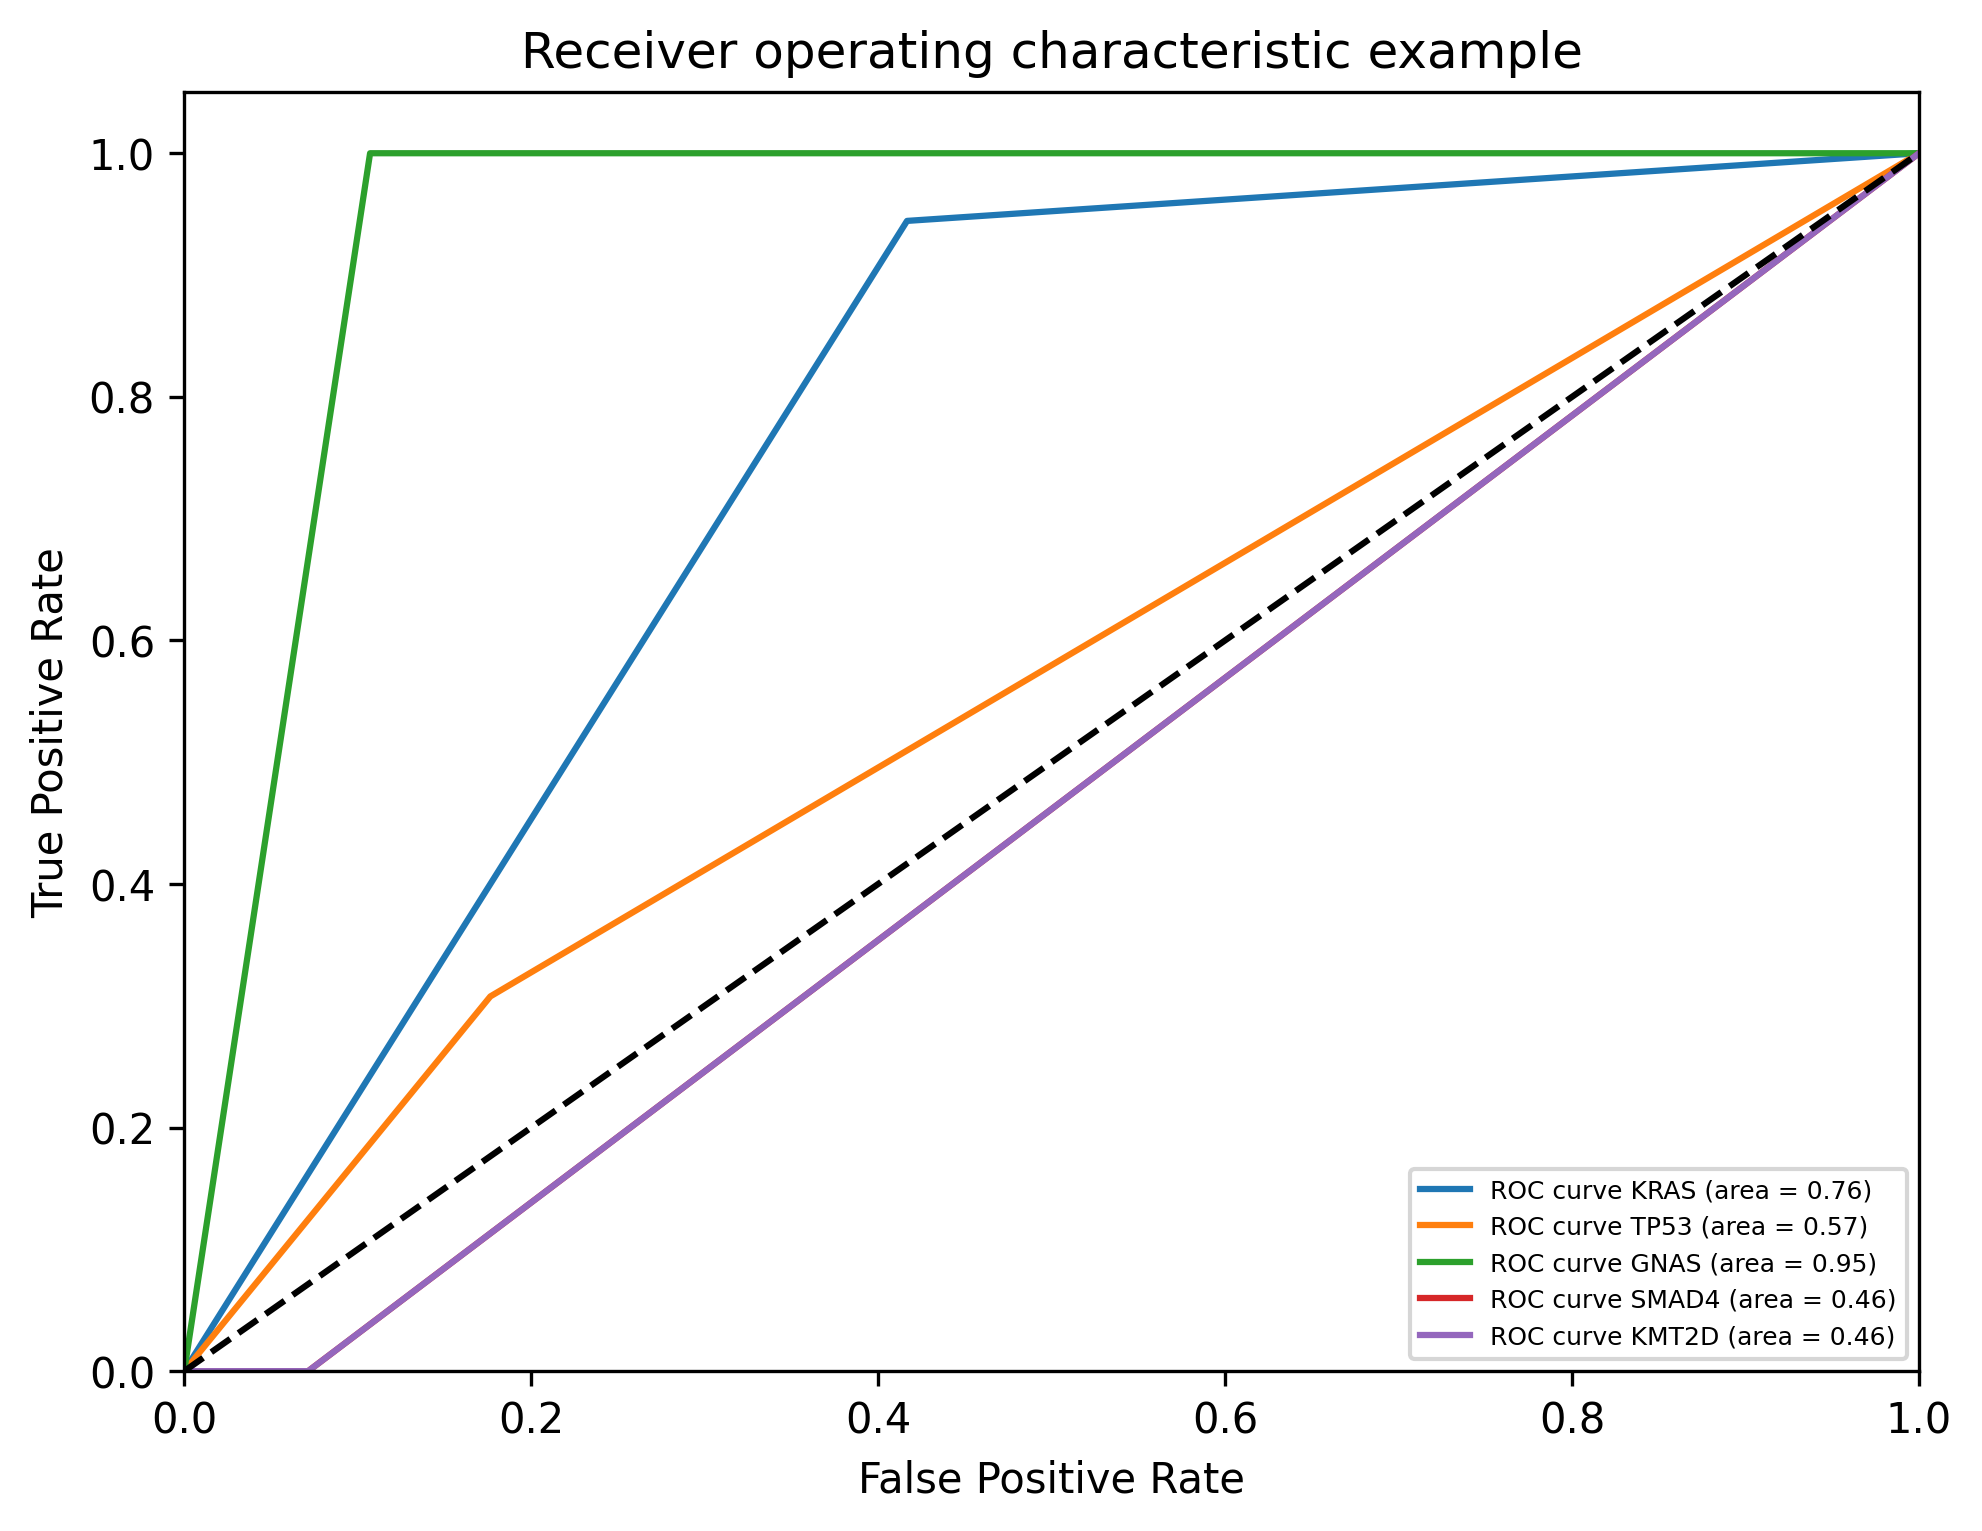 Receiver operating characteristic example
1.0
0.8
0.6
0.4
0.2
0.0
True Positive Rate
0.0 0.2 0.4 0.6 0.8 1.0
False Positive Rate
ROC curve KRAS (area = 0.76)
ROC curve TP53 (area = 0.57)
ROC curve GNAS (area = 0.95)
ROC curve SMAD4 (area = 0.46)
ROC curve KMT2D (area = 0.46)